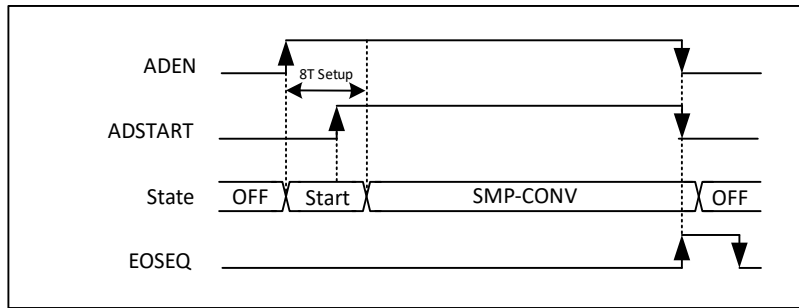 ADEN
8T Setup
ADSTART
State OFF Start SMP-CONV OFF
EOSEQ